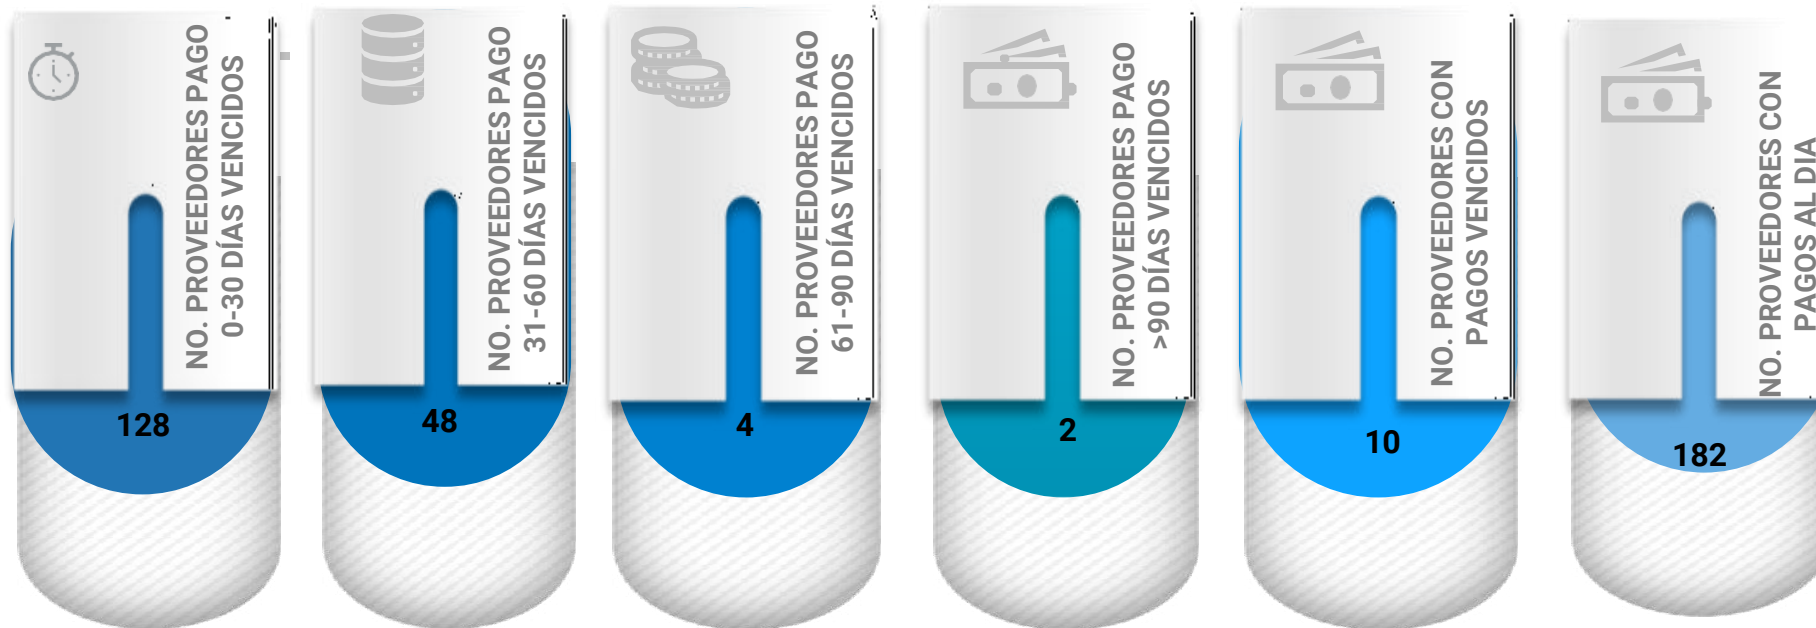 NO. PROVEEDORES PAGO
0-30 DÍAS VENCIDOS
128
NO. PROVEEDORES PAGO
31-60 DÍAS VENCIDOS
48
NO. PROVEEDORES PAGO
61-90 DÍAS VENCIDOS
4
NO. PROVEEDORES PAGO
>90 DÍAS VENCIDOS
2
NO. PROVEEDORES CON
PAGOS VENCIDOS
10
NO. PROVEEDORES CON
PAGOS AL DIA
182